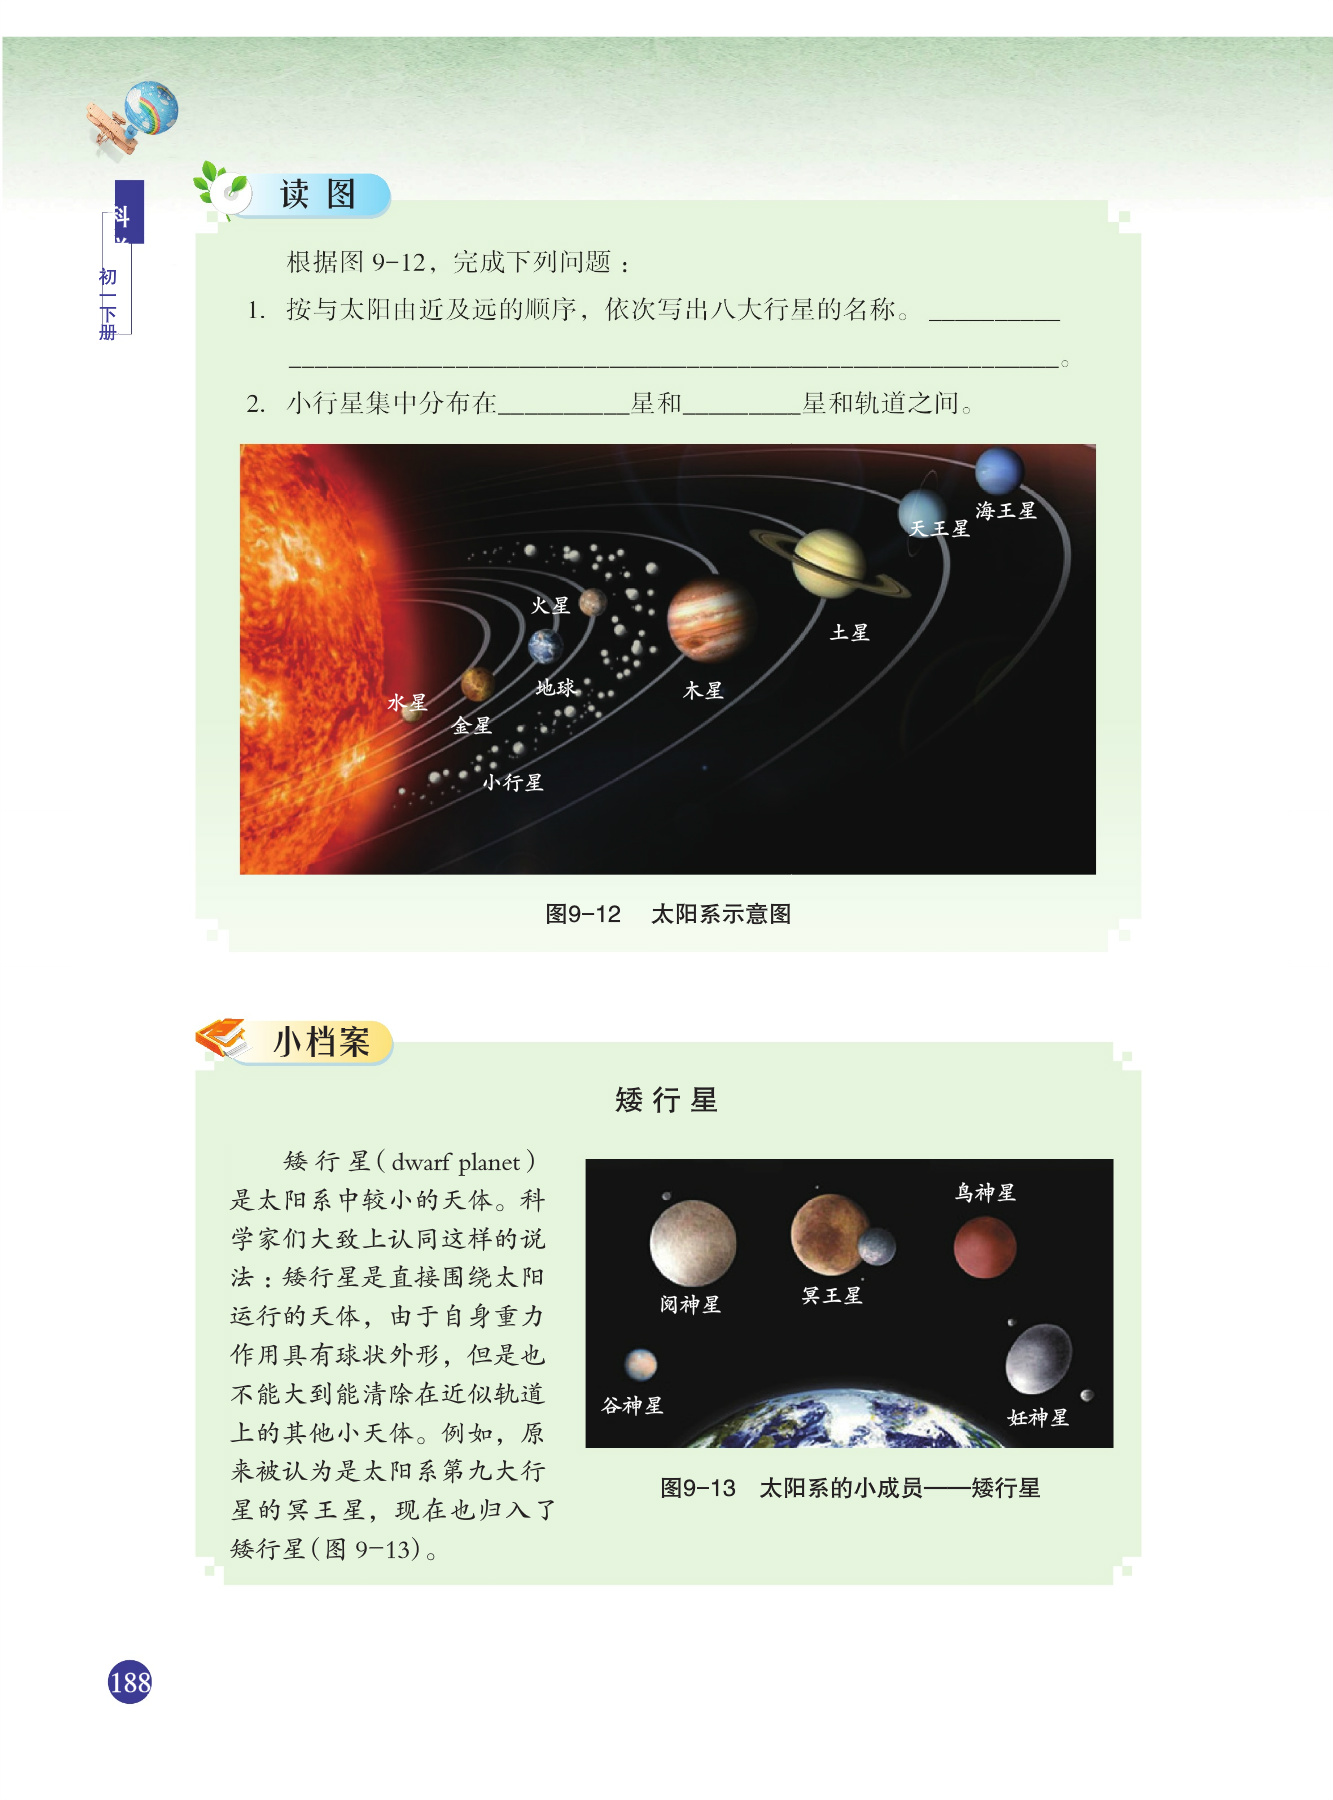 科
初一下册
读 图
根据图 9-12，完成下列问题：
1. 按与太阳由近及远的顺序，依次写出八大行星的名称。__________
____________________________________________________________。
2. 小行星集中分布在__________星和_________星和轨道之间。
海王星
天王星
火星
土星
地球
木星
水星
金星
小行星
图9-12 太阳系示意图
小档案
矮行星
矮行星（dwarf planet）
是太阳系中较小的天体。科
学家们大致上认同这样的说
法：矮行星是直接围绕太阳
运行的天体，由于自身重力
作用具有球状外形，但是也
不能大到能清除在近似轨道
上的其他小天体。例如，原
来被认为是太阳系第九大行
星的冥王星，现在也归入了
矮行星（图 9-13）。
鸟神星
阋神星
冥王星
谷神星
妊神星
图9-13 太阳系的小成员——矮行星
188